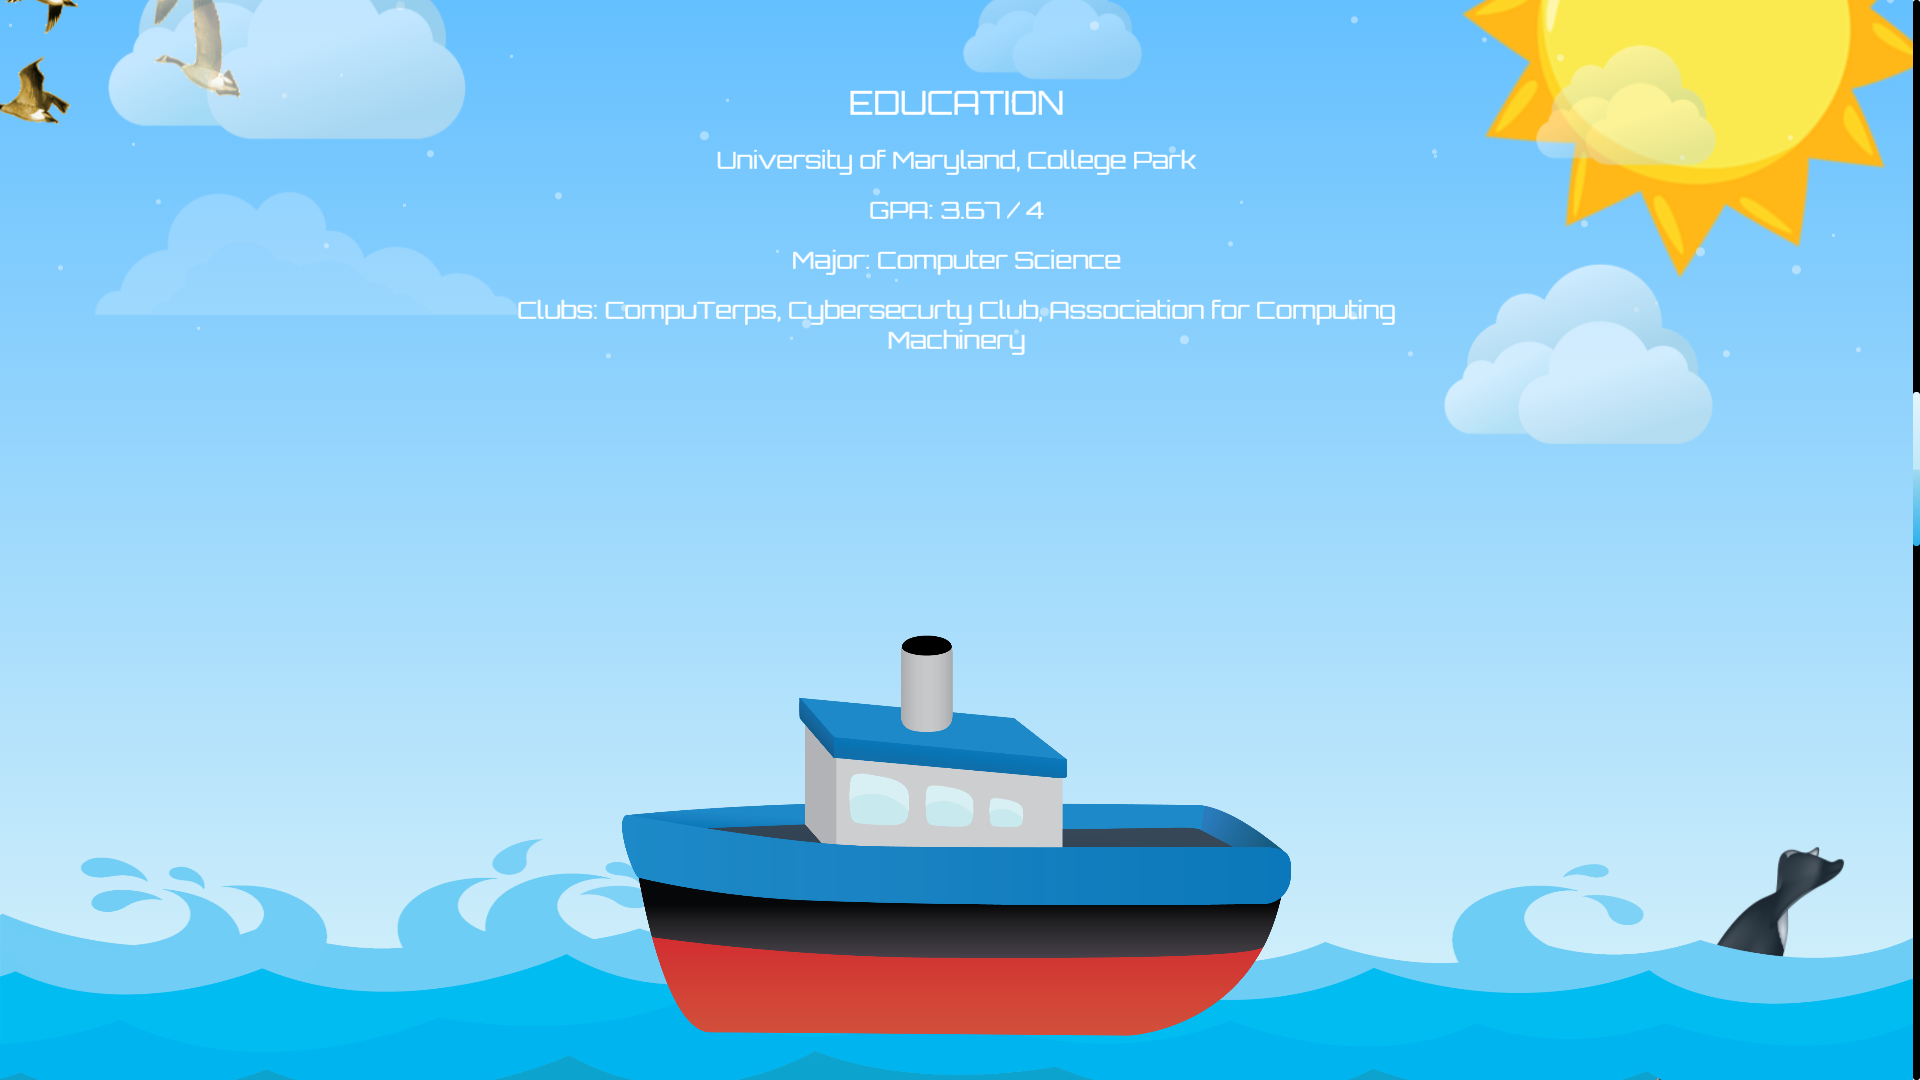 EDUCATION
University of Maryland, College Park
GPA: 3.67 / 4
Major: Computer Science
Clubs: CompuTerps, Cybersecurty Club, Association for Computing
Machinery